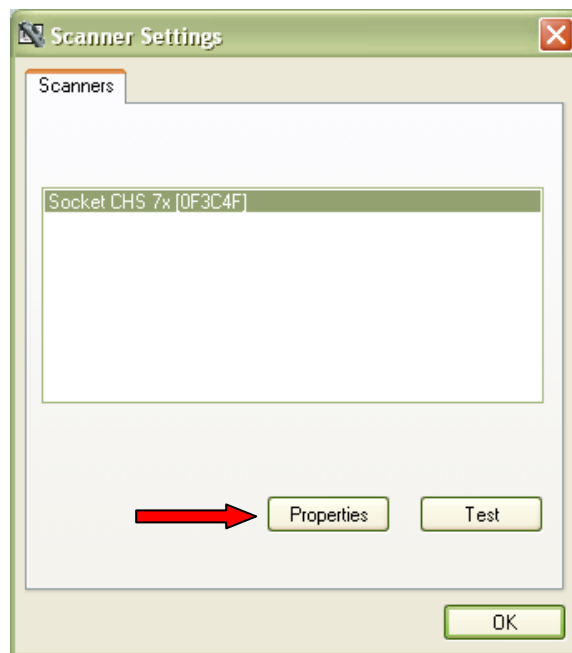 Scanner Settings
Scanners
Socket CHS 7x [0F3C4F]
Properties
Test
OK